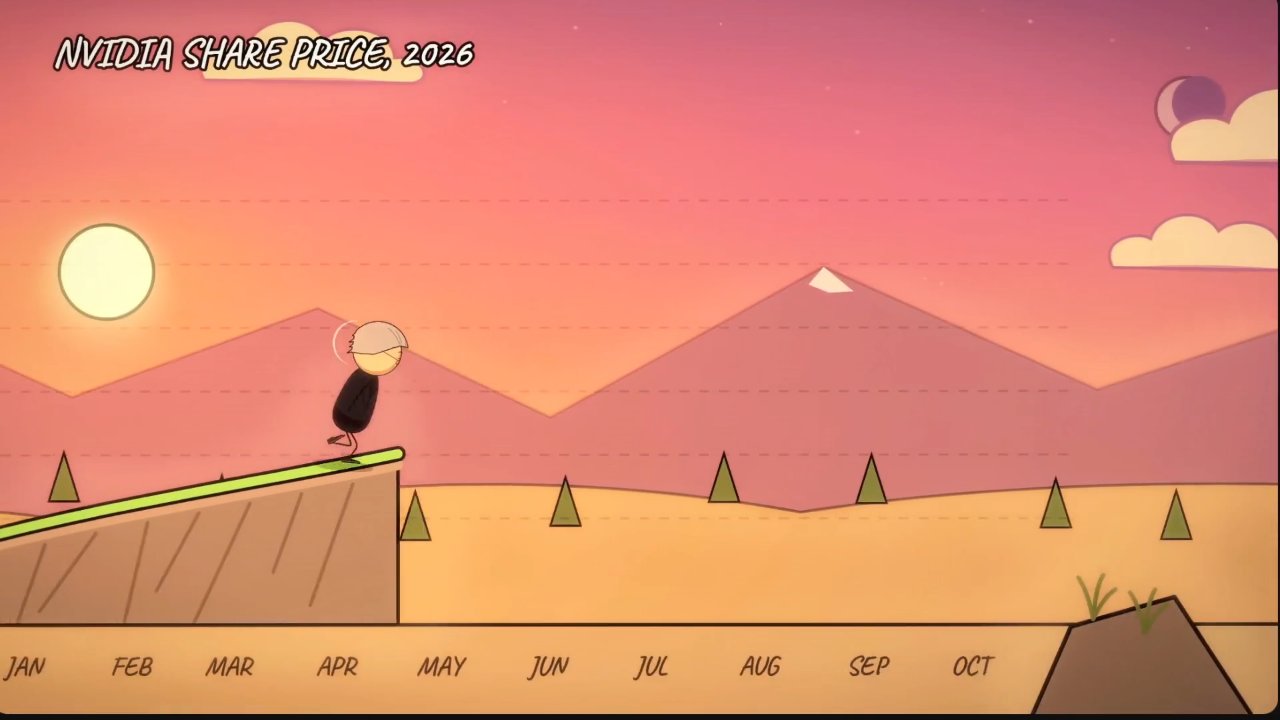 NVIDIA SHARE PRICE, 2026
JAN FEB MAR APR MAY JUN JUL AUG SEP OCT